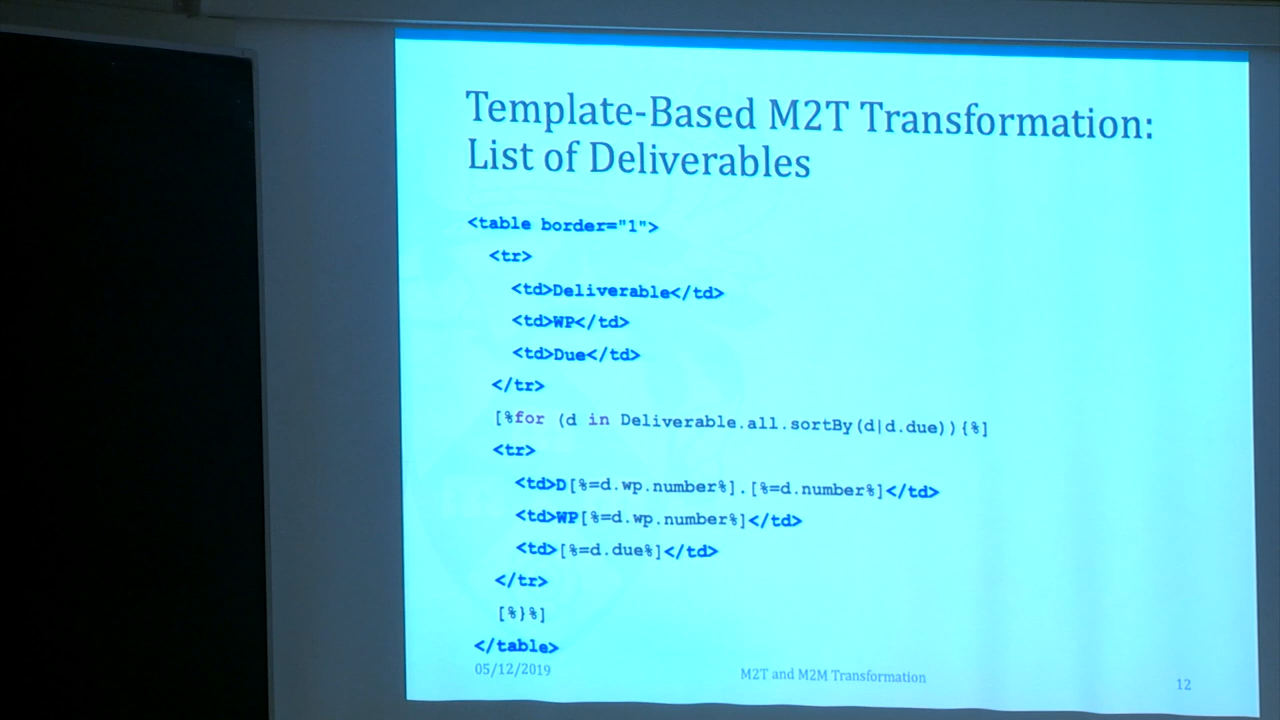 Template-Based M2T Transformation:
List of Deliverables
<table border="1">
<tr>
<td>Deliverable</td>
<td>WP</td>
<td>Due</td>
</tr>
[%for (d in Deliverable.all.sortBy(d|d.due)){%]
<tr>
<td>D[%=d.wp.number%].[%=d.number%]</td>
<td>WP[%=d.wp.number%]</td>
<td>[%=d.due%]</td>
</tr>
[%}%]
</table>
05/12/2019 M2T and M2M Transformation 12